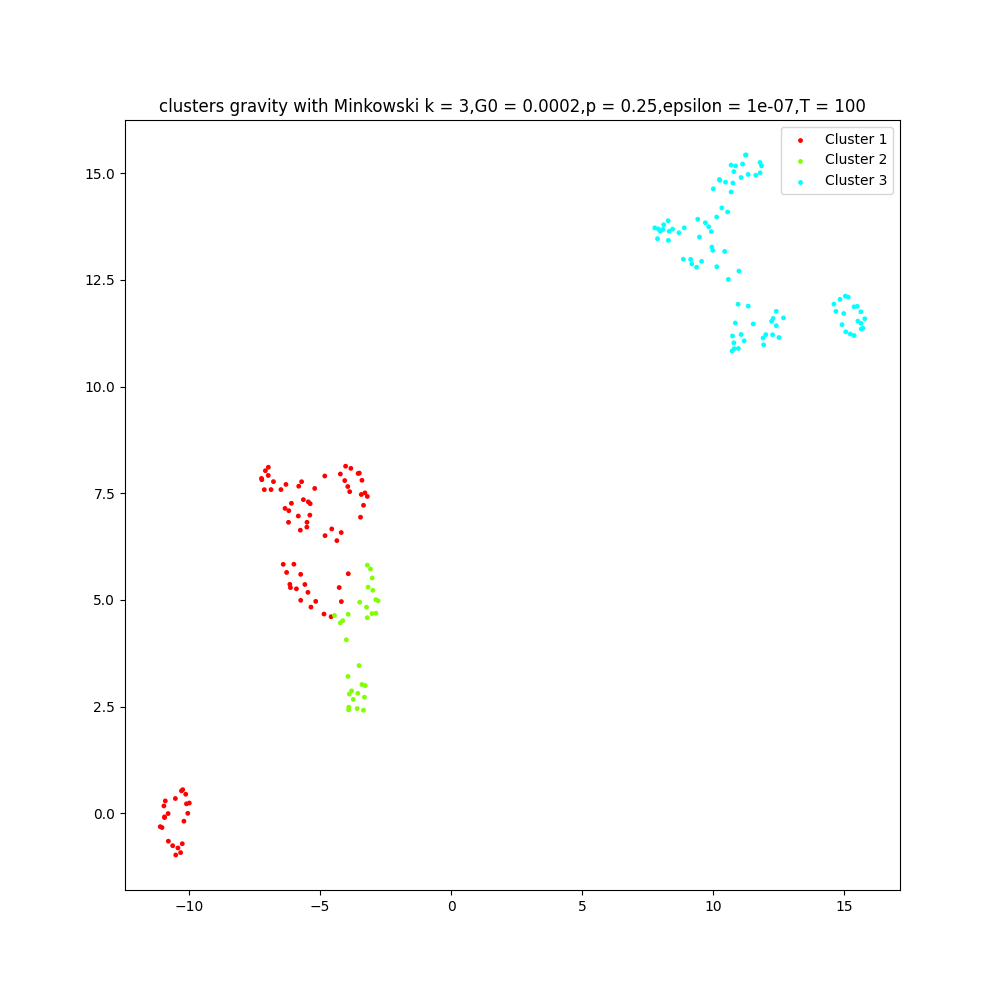 clusters gravity with Minkowski k = 3,G0 = 0.0002,p = 0.25,epsilon = 1e-07,T = 100
Cluster 1
Cluster 2
Cluster 3
15.0
12.5
10.0
7.5
5.0
2.5
0.0
−10 −5 0 5 10 15